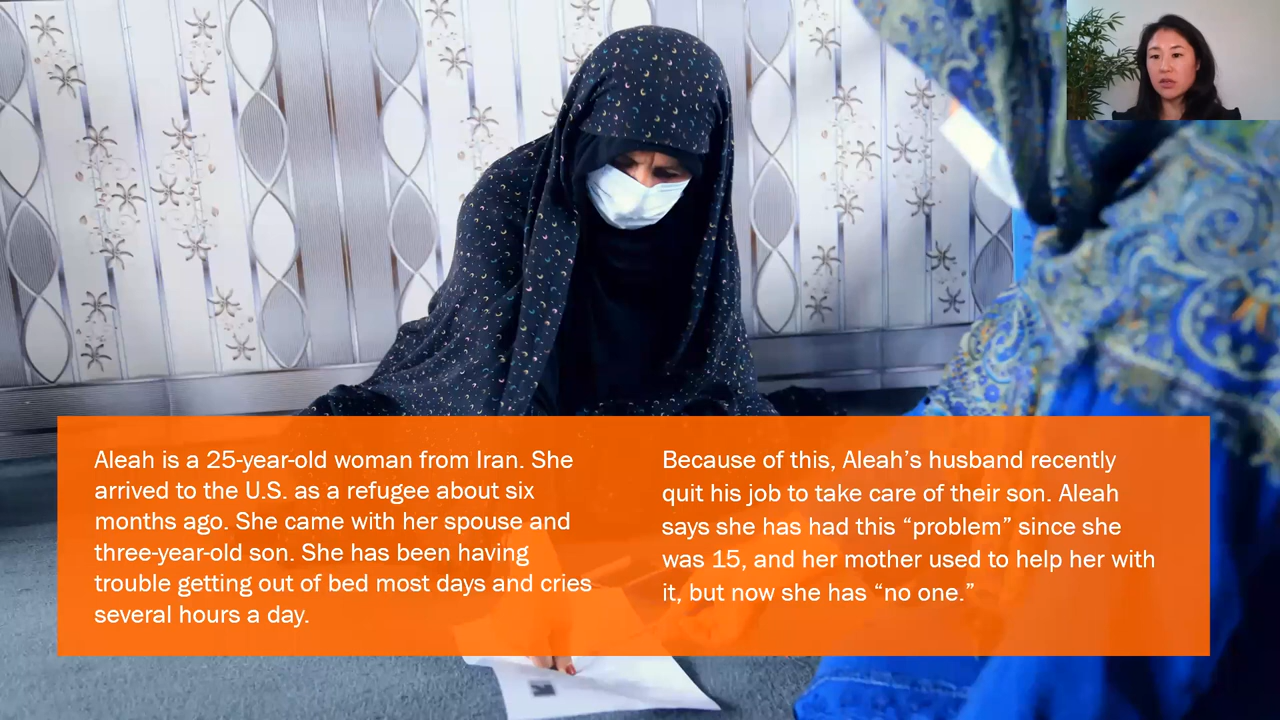 Aleah is a 25-year-old woman from Iran. She
arrived to the U.S. as a refugee about six
months ago. She came with her spouse and
three-year-old son. She has been having
trouble getting out of bed most days and cries
several hours a day.
Because of this, Aleah’s husband recently
quit his job to take care of their son. Aleah
says she has had this “problem” since she
was 15, and her mother used to help her with
it, but now she has “no one.”